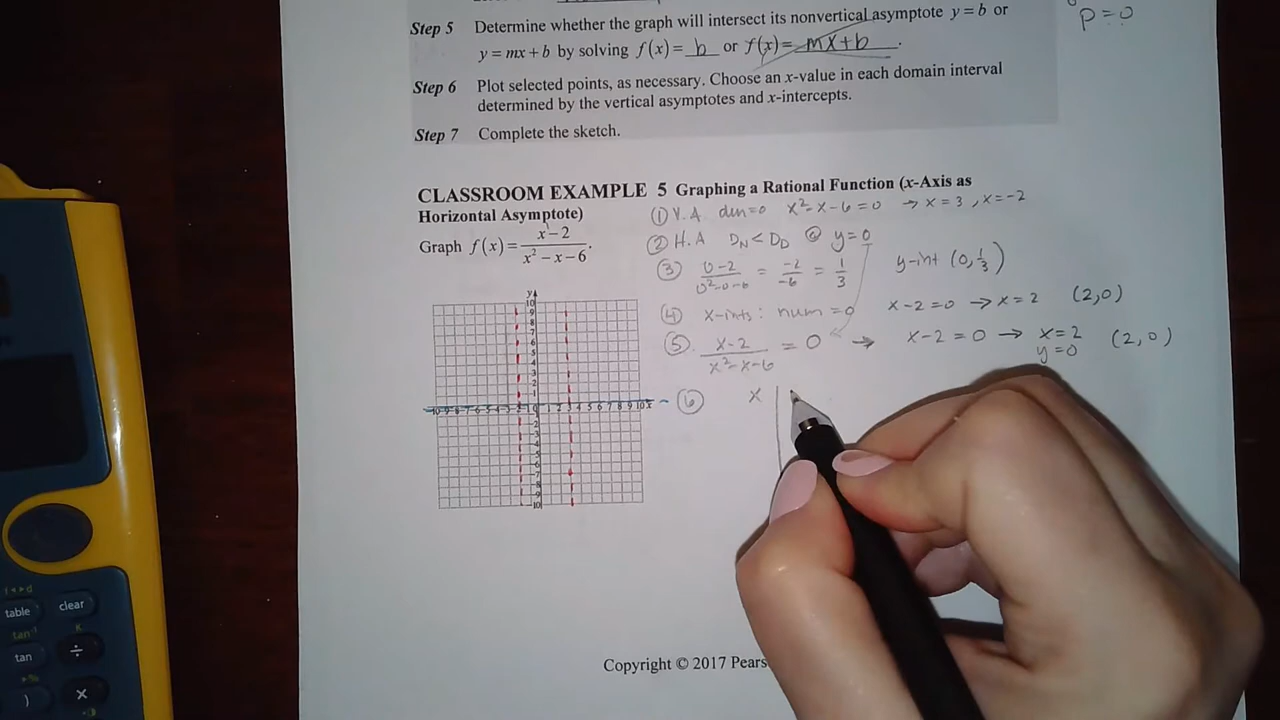 p=0
Step 5 Determine whether the graph will intersect its nonvertical asymptote y = b or
y = mx + b by solving f(x) = b or f(x) = mx+b.
Step 6 Plot selected points, as necessary. Choose an x-value in each domain interval
determined by the vertical asymptotes and x-intercepts.
Step 7 Complete the sketch.
CLASSROOM EXAMPLE 5 Graphing a Rational Function (x-Axis as
Horizontal Asymptote)
Graph f(x) = x − 2 / x² − x − 6.
① V.A den=0 x²-x-6=0 → x=3, x=-2
② H.A D_N < D_D @ y=0
③ 0-2 / 0²-0-6 = -2 / -6 = 1/3 y-int (0, 1/3)
④ x-ints: num=0 x-2=0 → x=2 (2,0)
⑤ x-2 / x²-x-6 = 0 → x-2=0 → x=2 (2,0)
y=0
⑥ x
y
x
table clear
tan⁻¹
tan ÷
) ×
Copyright © 2017 Pears